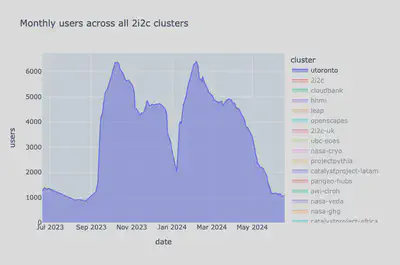 Monthly users across all 2i2c clusters
cluster
utoronto
2i2c
cloudbank
hhmi
leap
openscapes
2i2c-uk
ubc-eoas
nasa-cryo
projectpythia
catalystproject-latam
pangeo-hubs
awi-ciroh
nasa-veda
nasa-ghg
catalystproject-africa
users
6000
5000
4000
3000
2000
1000
0
Jul 2023
Sep 2023
Nov 2023
Jan 2024
Mar 2024
May 2024
date